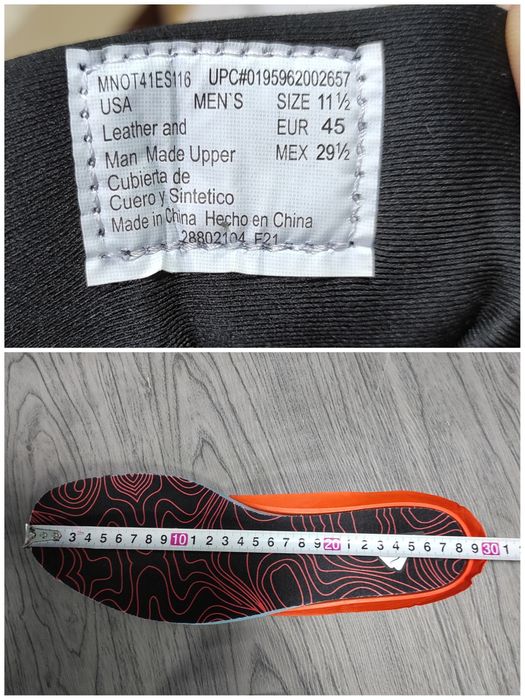 MNOT41ES116 UPC#0195962002657
USA MEN`S SIZE 11½
Leather and EUR 45
Man Made Upper MEX 29½
Cubierta de
Cuero y Sintetico
Made in China Hecho en China
28802104 F21
3 4 5 6 7 8 9 10 1 2 3 4 5 6 7 8 9 20 1 2 3 4 5 6 7 8 9 30 1